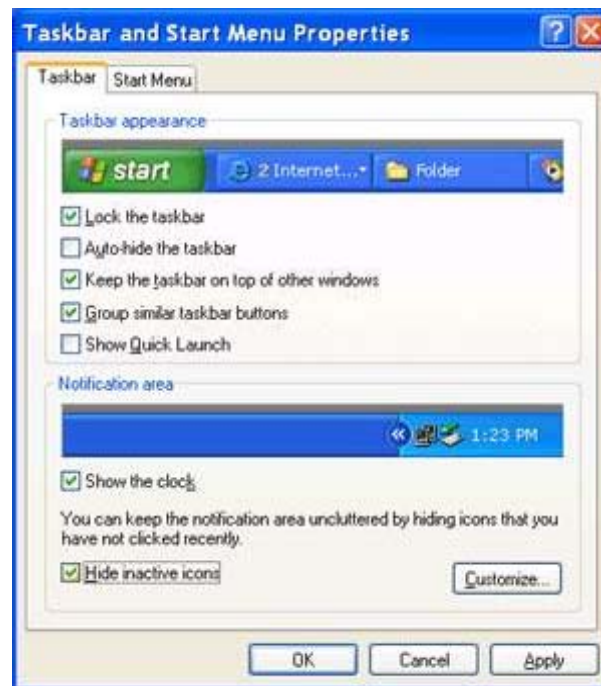 Taskbar and Start Menu Properties
Taskbar
Start Menu
Taskbar appearance
start
2 Internet...
Folder
Lock the taskbar
Auto-hide the taskbar
Keep the taskbar on top of other windows
Group similar taskbar buttons
Show Quick Launch
Notification area
1:23 PM
Show the clock
You can keep the notification area uncluttered by hiding icons that you
have not clicked recently.
Hide inactive icons
Customize...
OK
Cancel
Apply